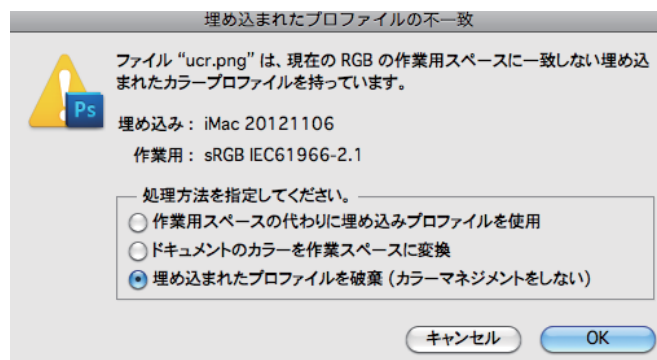 埋め込まれたプロファイルの不一致
ファイル “ucr.png” は、現在の RGB の作業用スペースに一致しない埋め込
まれたカラープロファイルを持っています。
Ps
埋め込み： iMac 20121106
作業用： sRGB IEC61966-2.1
処理方法を指定してください。
作業用スペースの代わりに埋め込みプロファイルを使用
ドキュメントのカラーを作業スペースに変換
埋め込まれたプロファイルを破棄 (カラーマネジメントをしない)
キャンセル OK